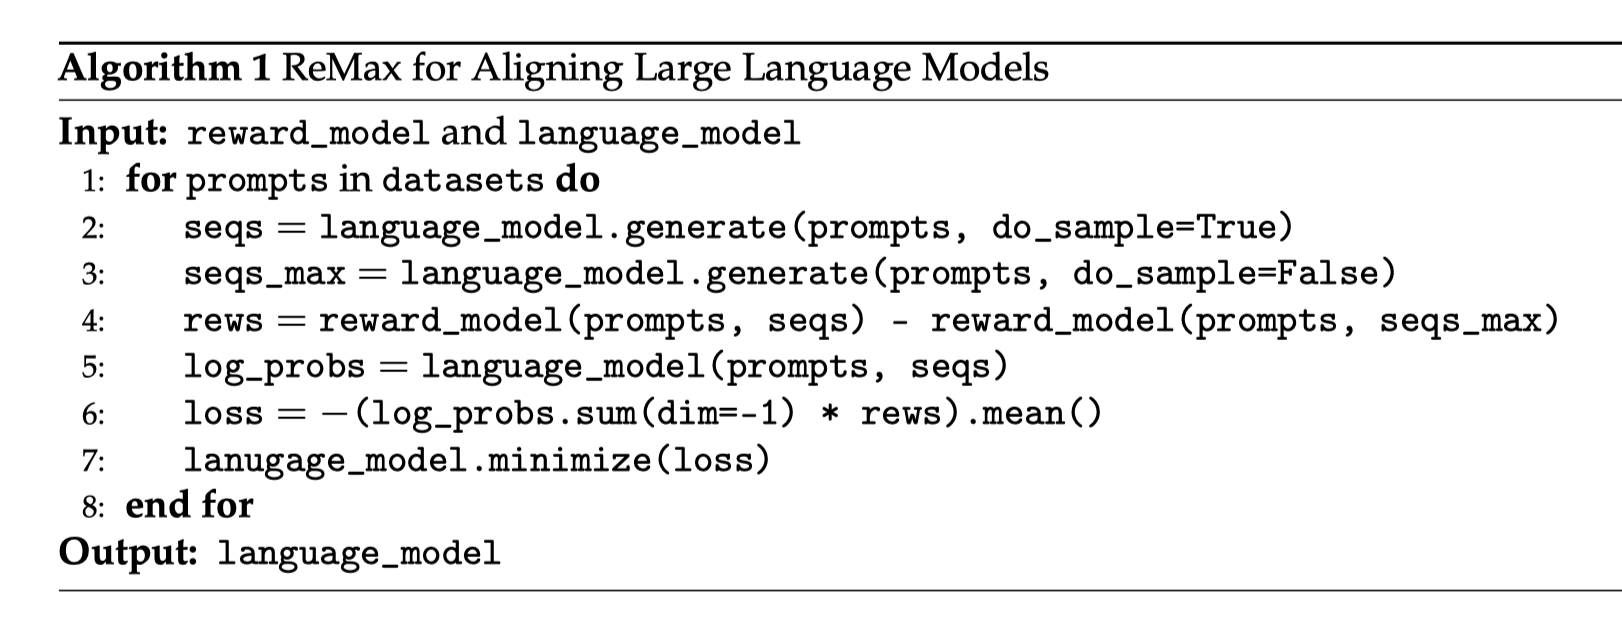 Algorithm 1 ReMax for Aligning Large Language Models
Input: reward_model and language_model
1: for prompts in datasets do
2: seqs = language_model.generate(prompts, do_sample=True)
3: seqs_max = language_model.generate(prompts, do_sample=False)
4: rews = reward_model(prompts, seqs) - reward_model(prompts, seqs_max)
5: log_probs = language_model(prompts, seqs)
6: loss = −(log_probs.sum(dim=-1) * rews).mean()
7: lanugage_model.minimize(loss)
8: end for
Output: language_model